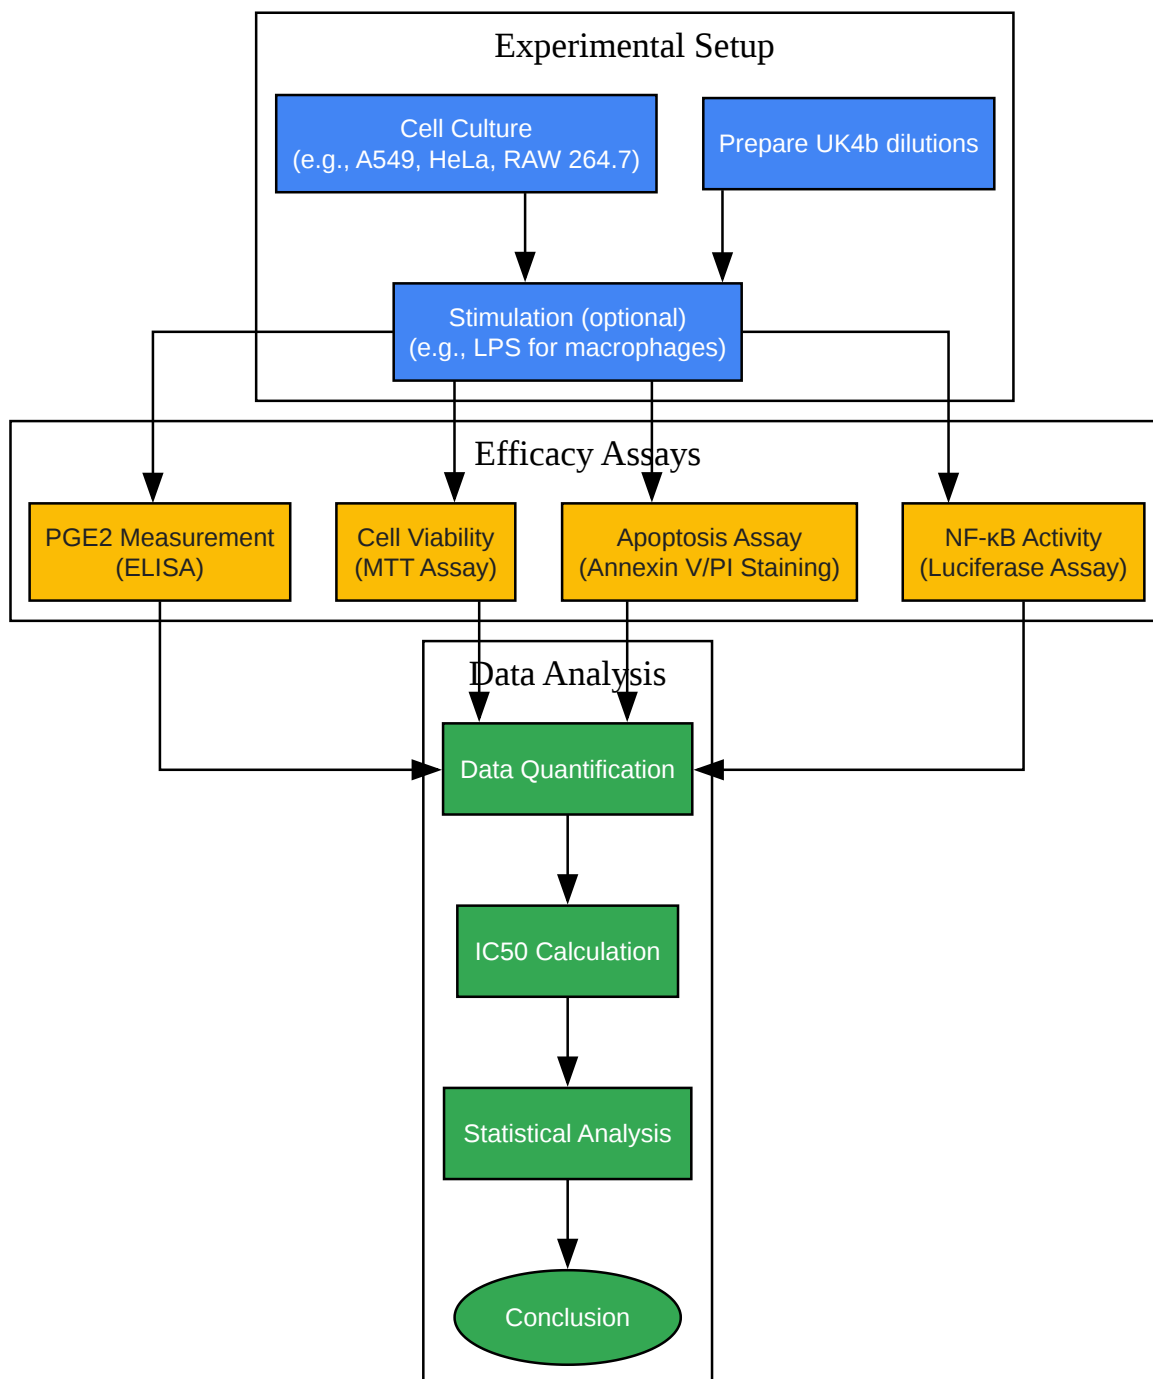 Experimental Setup
Cell Culture
(e.g., A549, HeLa, RAW 264.7)
Prepare UK4b dilutions
Stimulation (optional)
(e.g., LPS for macrophages)
Efficacy Assays
PGE2 Measurement
(ELISA)
Cell Viability
(MTT Assay)
Apoptosis Assay
(Annexin V/PI Staining)
NF-κB Activity
(Luciferase Assay)
Data Analysis
Data Quantification
IC50 Calculation
Statistical Analysis
Conclusion